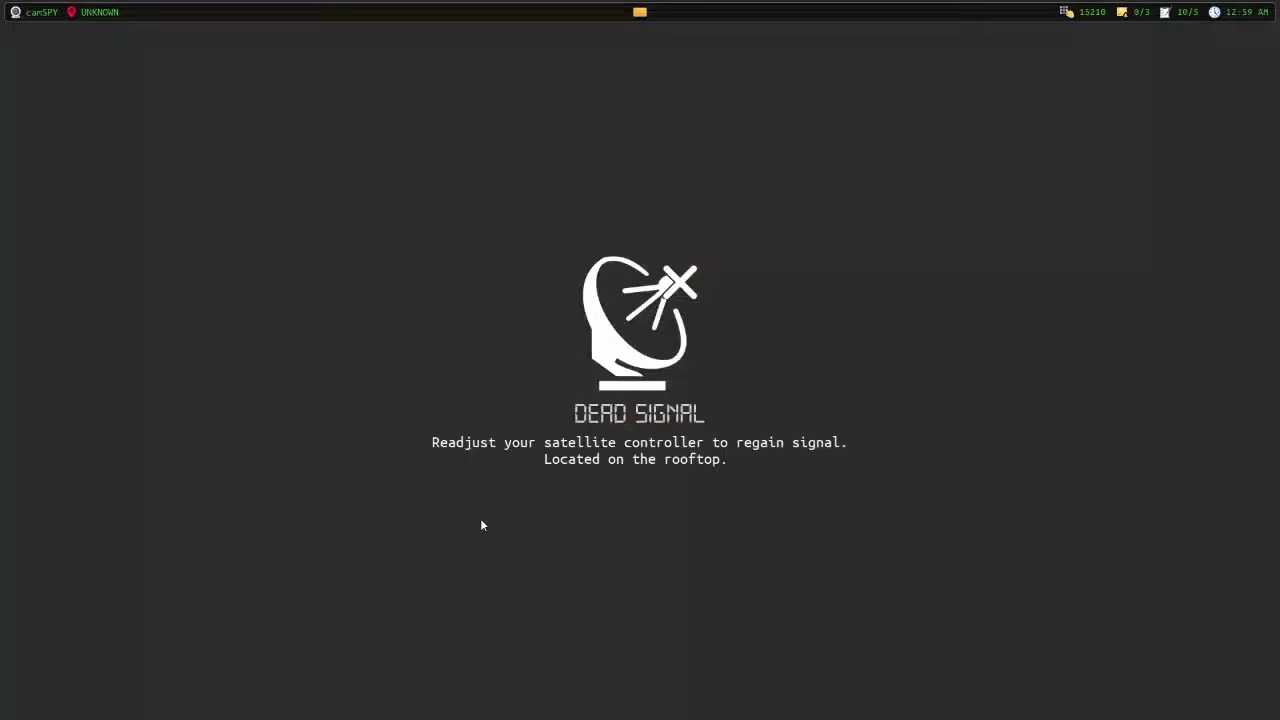 camSPY UNKNOWN 15210 0/3 10/5 12:59 AM
DEAD SIGNAL
Readjust your satellite controller to regain signal.
Located on the rooftop.